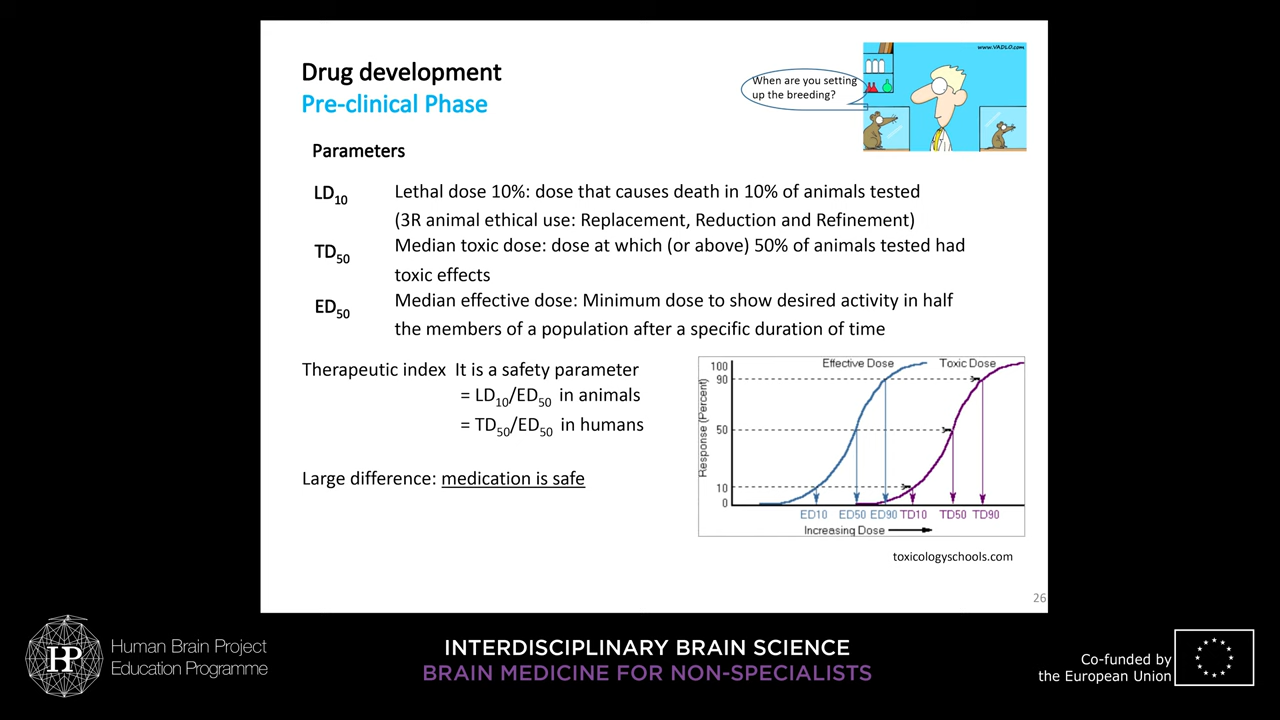 www.VADLO.com
When are you setting
up the breeding?
Drug development
Pre-clinical Phase
Parameters
LD10 Lethal dose 10%: dose that causes death in 10% of animals tested
(3R animal ethical use: Replacement, Reduction and Refinement)
TD50 Median toxic dose: dose at which (or above) 50% of animals tested had
toxic effects
ED50 Median effective dose: Minimum dose to show desired activity in half
the members of a population after a specific duration of time
Therapeutic index It is a safety parameter
= LD10/ED50 in animals
= TD50/ED50 in humans
Large difference: medication is safe
Effective Dose Toxic Dose
Response (Percent)
100
90
50
10
0
ED10 ED50 ED90 TD10 TD50 TD90
Increasing Dose
toxicologyschools.com
26
HBP
Human Brain Project
Education Programme
INTERDISCIPLINARY BRAIN SCIENCE
BRAIN MEDICINE FOR NON-SPECIALISTS
Co-funded by
the European Union